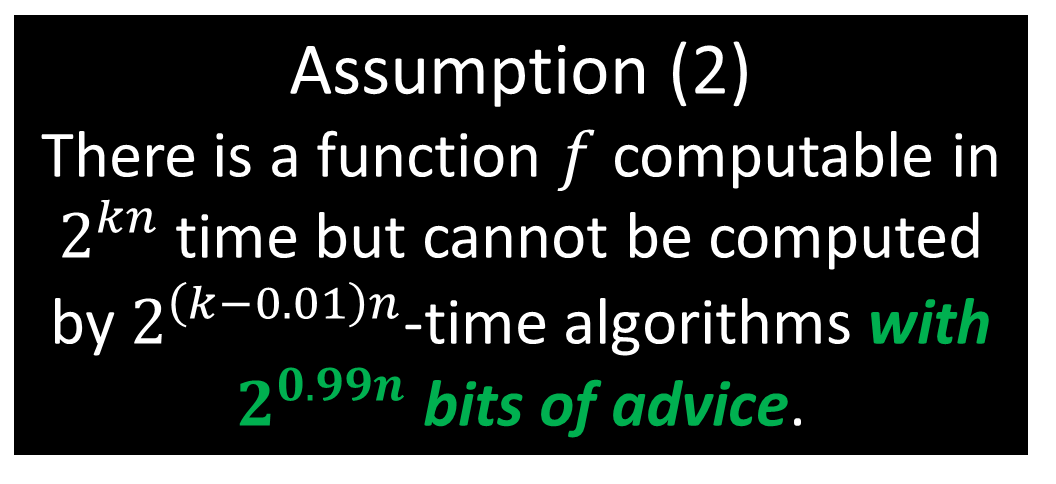 Assumption (2)
There is a function 𝑓 computable in
2^{𝑘𝑛} time but cannot be computed
by 2^{(𝑘−0.01)𝑛}-time algorithms with
2^{0.99𝑛} bits of advice.